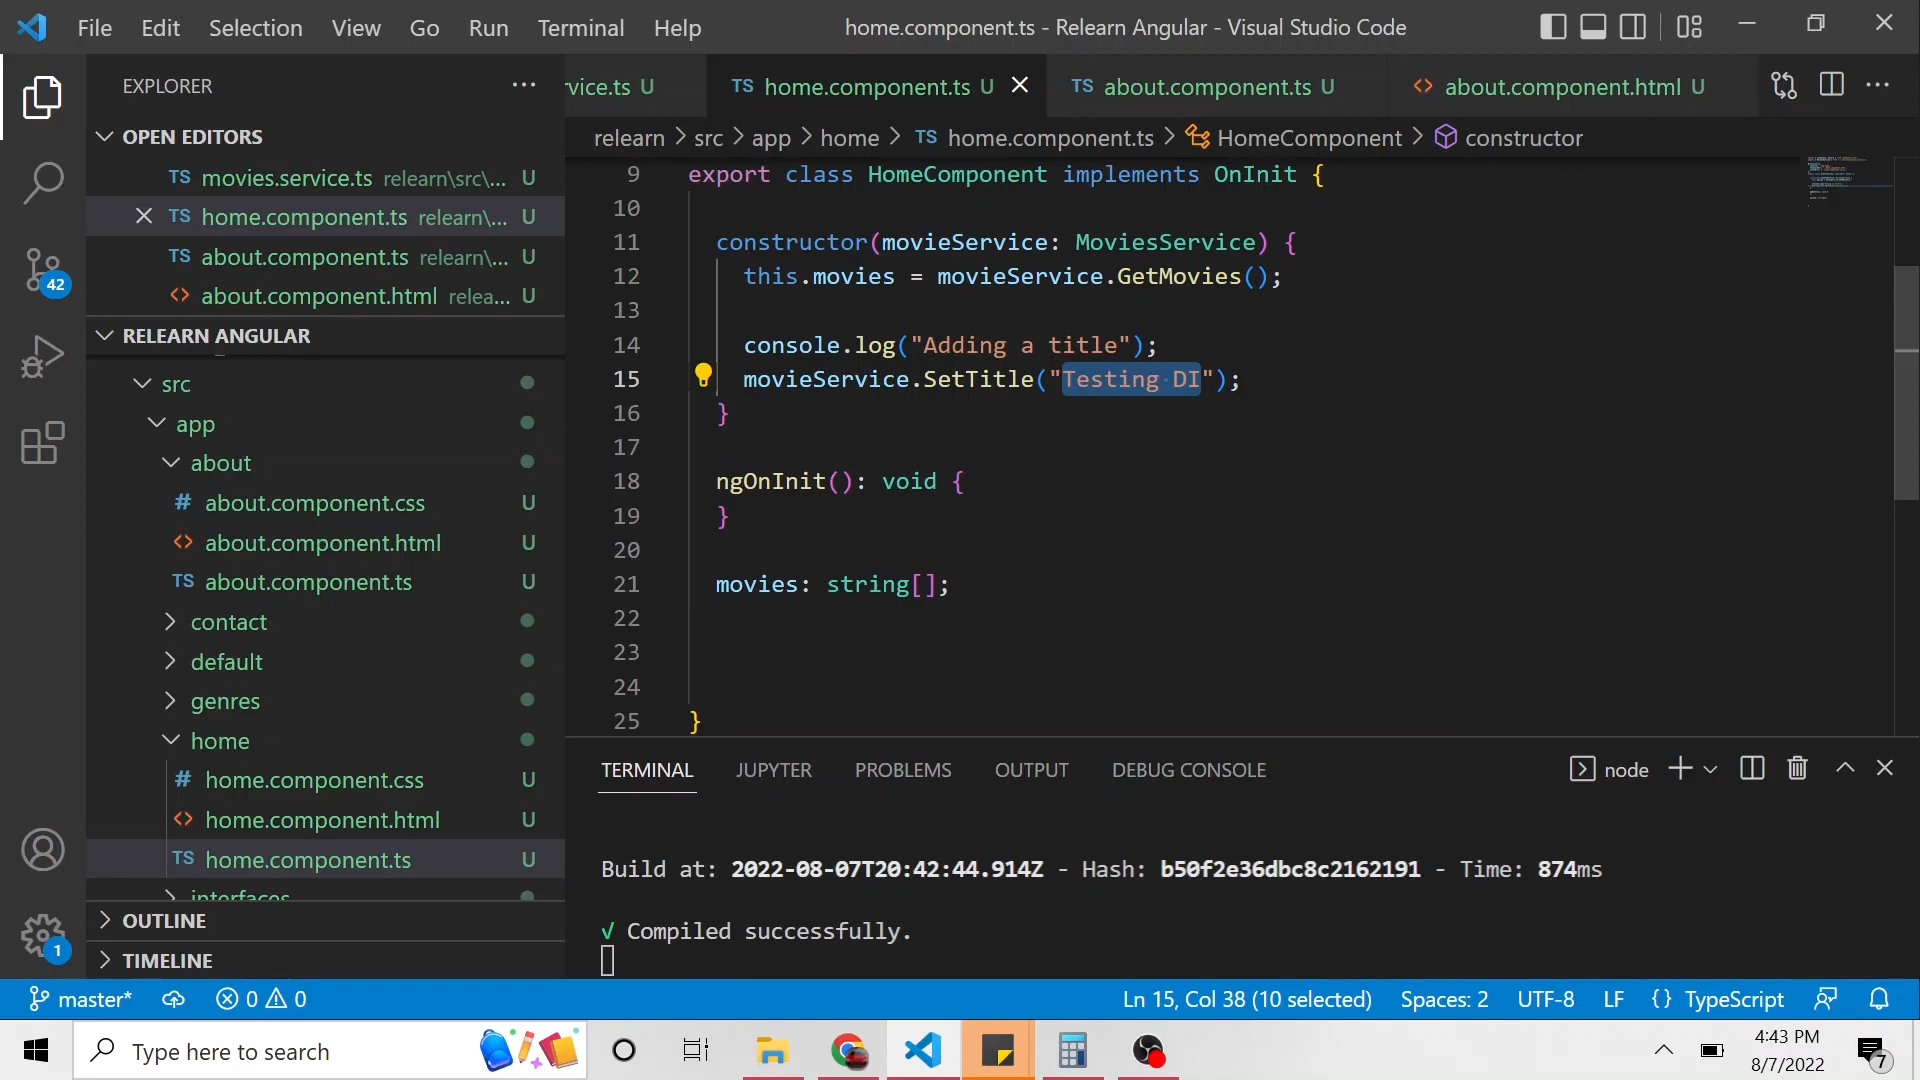 File Edit Selection View Go Run Terminal Help
home.component.ts - Relearn Angular - Visual Studio Code
EXPLORER
OPEN EDITORS
TS movies.service.ts relearn\src\... U
TS home.component.ts relearn\... U
TS about.component.ts relearn\... U
<> about.component.html relea... U
RELEARN ANGULAR
src
app
about
# about.component.css U
<> about.component.html U
TS about.component.ts U
contact
default
genres
home
# home.component.css U
<> home.component.html U
TS home.component.ts U
interfaces
OUTLINE
TIMELINE
42
1
rvice.ts U
TS home.component.ts U
TS about.component.ts U
<> about.component.html U
relearn > src > app > home > TS home.component.ts > HomeComponent > constructor
9 export class HomeComponent implements OnInit {
10
11 constructor(movieService: MoviesService) {
12 this.movies = movieService.GetMovies();
13
14 console.log("Adding a title");
15 movieService.SetTitle("Testing·DI");
16 }
17
18 ngOnInit(): void {
19 }
20
21 movies: string[];
22
23
24
25 }
TERMINAL JUPYTER PROBLEMS OUTPUT DEBUG CONSOLE
node
Build at: 2022-08-07T20:42:44.914Z - Hash: b50f2e36dbc8c2162191 - Time: 874ms
√ Compiled successfully.
master* 0 0
Ln 15, Col 38 (10 selected) Spaces: 2 UTF-8 LF {} TypeScript
Type here to search
4:43 PM
8/7/2022
7